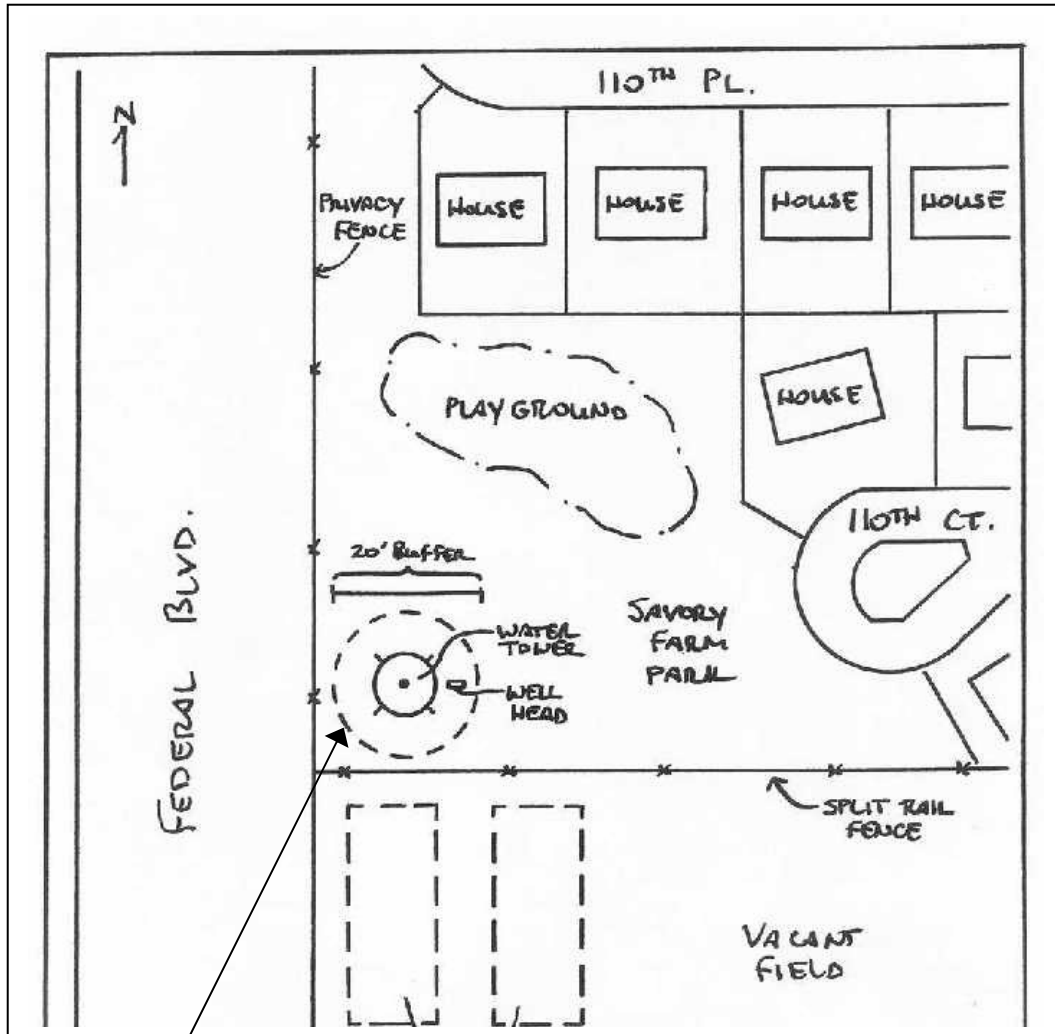 110TH PL.
N
PRIVACY
FENCE
HOUSE
HOUSE
HOUSE
HOUSE
PLAYGROUND
HOUSE
110TH CT.
20' BUFFER
WATER
TOWER
WELL
HEAD
SAVORY
FARM
PARK
FEDERAL BLVD.
SPLIT RAIL
FENCE
VACANT
FIELD